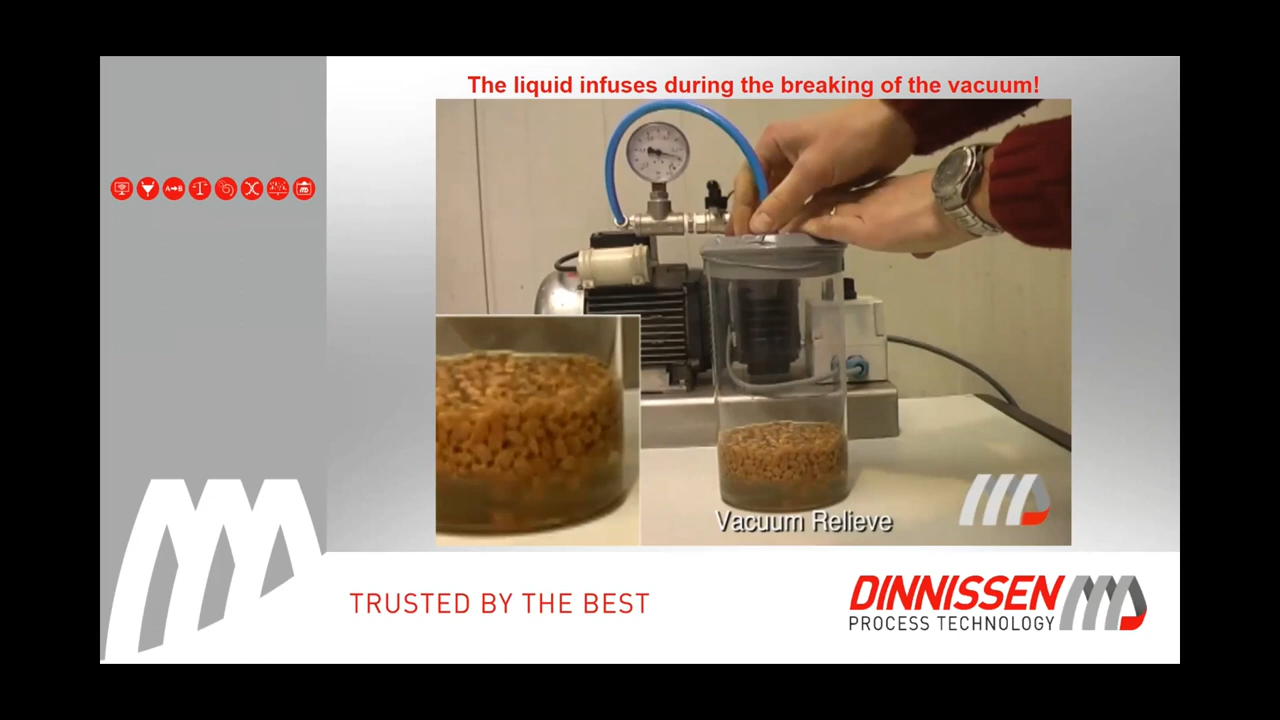 The liquid infuses during the breaking of the vacuum!
A➔B
Vacuum Relieve
TRUSTED BY THE BEST
DINNISSEN
PROCESS TECHNOLOGY